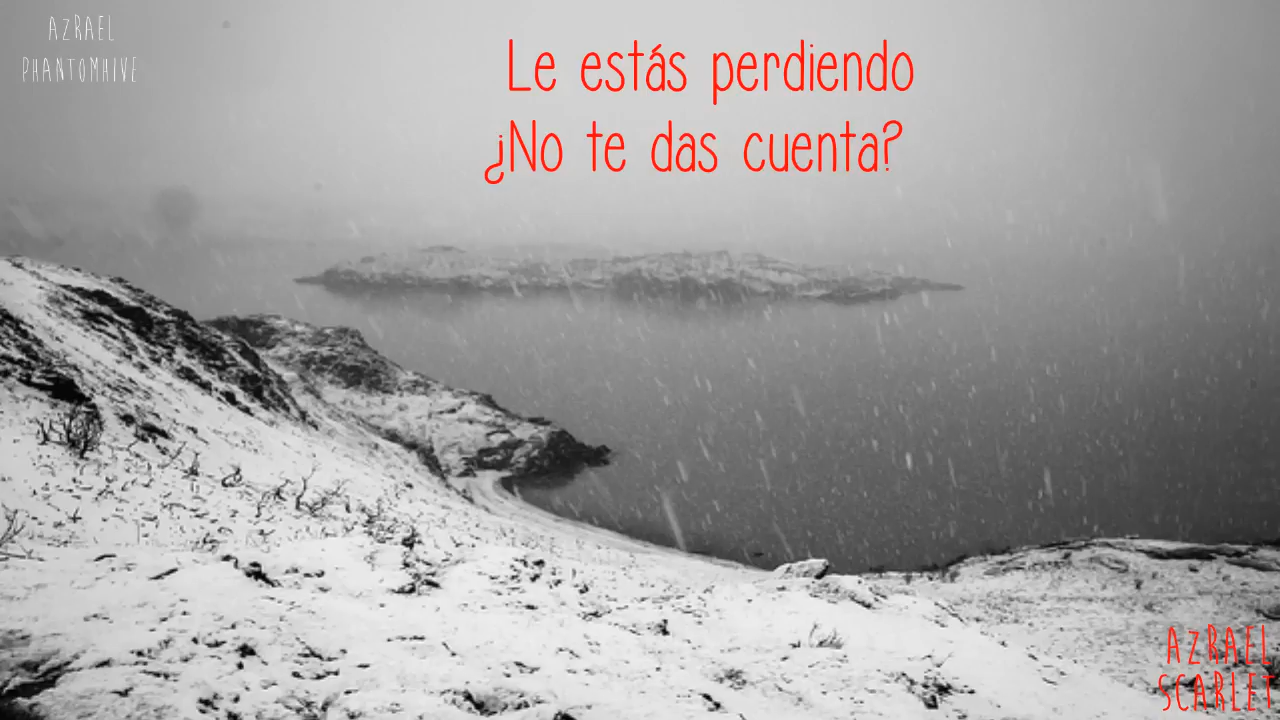 AZRAEL
PHANTOMHIVE
Le estás perdiendo
¿No te das cuenta?
AZRAEL
SCARLET